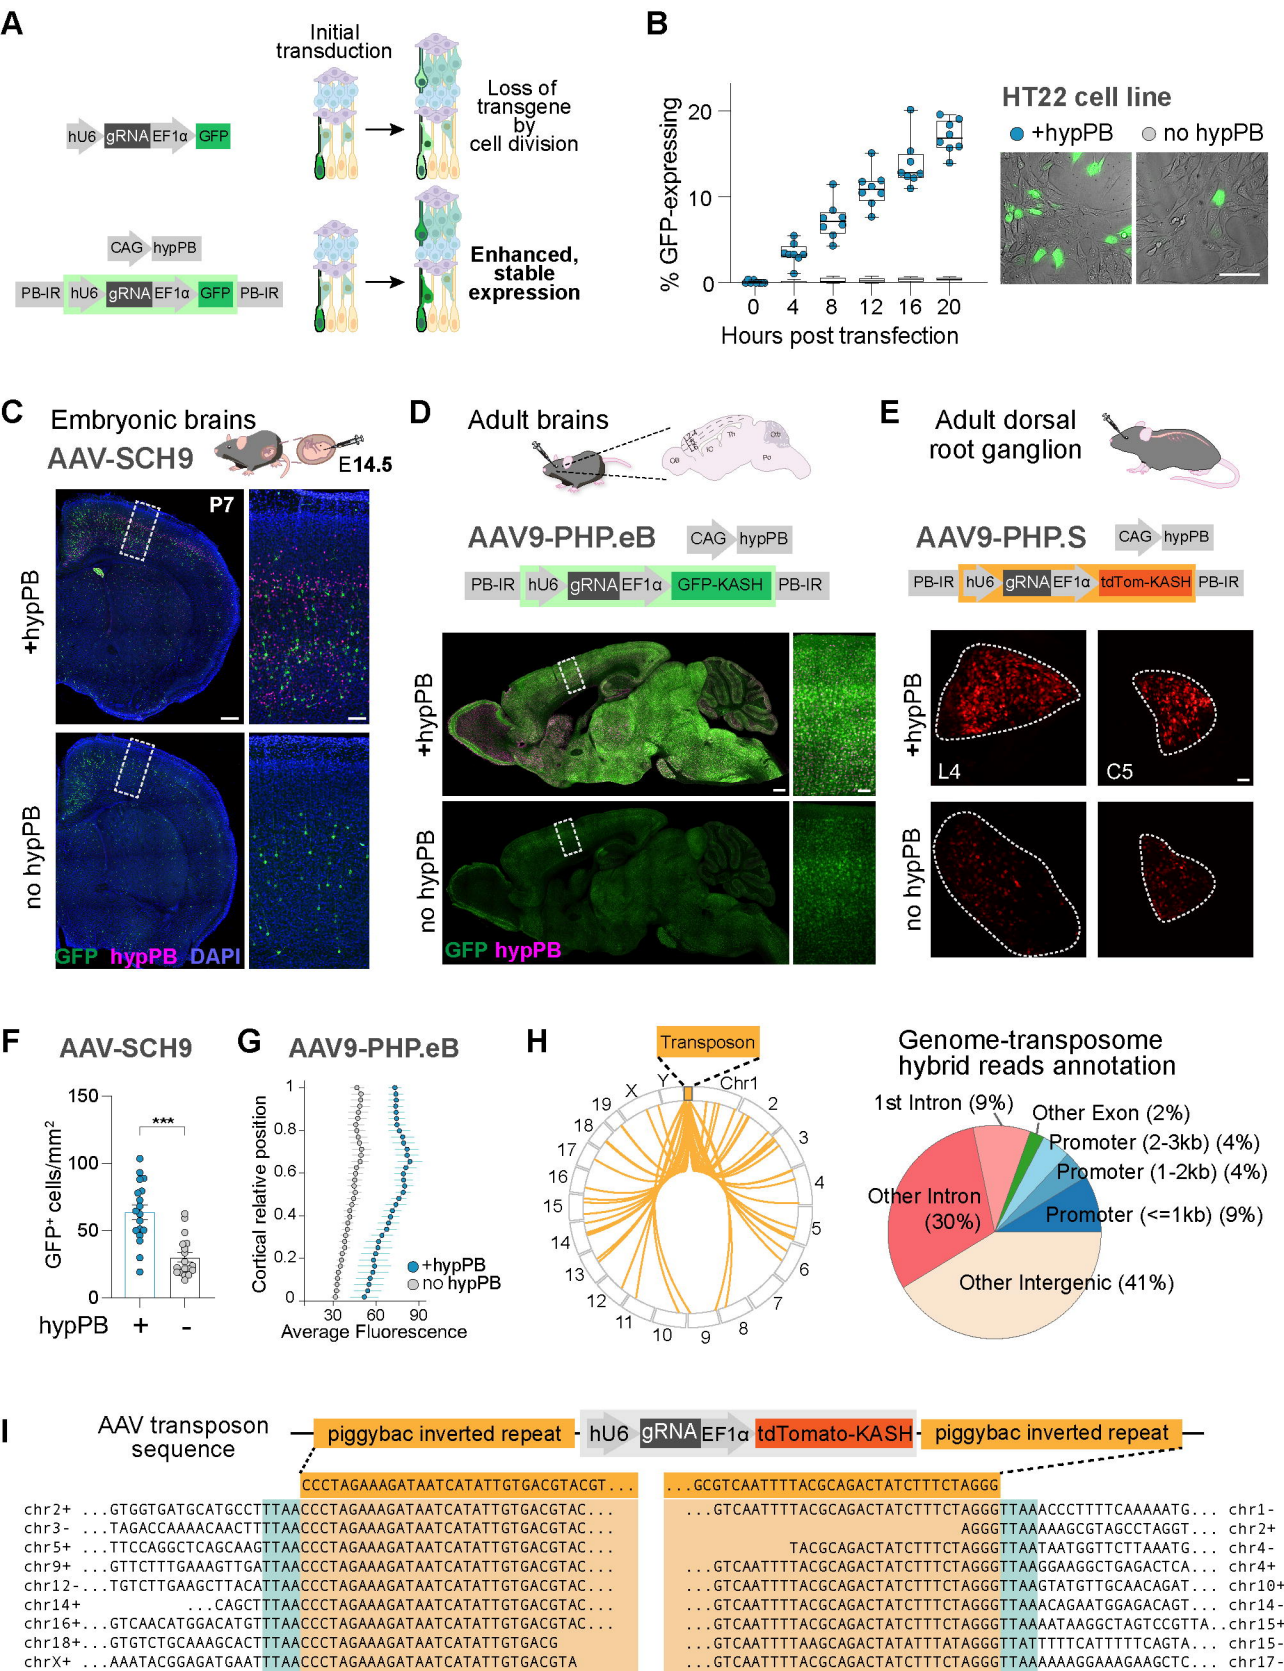 A
Initial
transduction
Loss of
transgene
by
cell division
hU6 gRNA EF1α GFP
CAG hypPB
PB-IR hU6 gRNA EF1α GFP PB-IR
Enhanced,
stable
expression
B
% GFP-expressing
20
10
0
0 4 8 12 16 20
Hours post transfection
HT22 cell line
+hypPB no hypPB
C
Embryonic brains
AAV-SCH9
E14.5
P7
+hypPB
no hypPB
GFP hypPB DAPI
D
Adult brains
OB
Th
Po
AAV9-PHP.eB
CAG hypPB
PB-IR hU6 gRNA EF1α GFP-KASH PB-IR
+hypPB
no hypPB
GFP hypPB
E
Adult dorsal
root ganglion
AAV9-PHP.S
CAG hypPB
PB-IR hU6 gRNA EF1α tdTom-KASH PB-IR
+hypPB
L4
C5
no hypPB
F
AAV-SCH9
GFP+ cells/mm2
150
100
50
0
***
hypPB + -
G
AAV9-PHP.eB
Cortical relative position
1
0.8
0.6
0.4
0.2
0
30 60 90
Average Fluorescence
+hypPB
no hypPB
H
Transposon
Chr1
2
3
4
5
6
7
8
9
10
11
12
13
14
15
16
17
18
19
X
Y
Genome-transposome
hybrid reads annotation
1st Intron (9%)
Other Exon (2%)
Promoter (2-3kb) (4%)
Promoter (1-2kb) (4%)
Promoter (<=1kb) (9%)
Other Intron
(30%)
Other Intergenic (41%)
I
AAV transposon
sequence
piggybac inverted repeat hU6 gRNA EF1α tdTomato-KASH piggybac inverted repeat
CCCTAGAAAGATAATCATATTGTGACGTACGT... ...GCGTCAATTTTACGCAGACTATCTTTCTAGGG
chr2+ ...GTGGTGATGCATGCCTTTAACCCTAGAAAGATAATCATATTGTGACGTAC... ...GTCAATTTTACGCAGACTATCTTTCTAGGGTTAAACCCTTTTCAAAAATG... chr1-
chr3- ...TAGACCAAAACAACTTTTAACCCTAGAAAGATAATCATATTGTGACGTAC... AGGGTTAAAAAGCGTAGCCTAGGT... chr2+
chr5+ ...TTCCAGGCTCAGCAAGTTAACCCTAGAAAGATAATCATATTGTGACGTAC... TACGCAGACTATCTTTCTAGGGTTAATAATGGTTCTTAAATG... chr4-
chr9+ ...GTTCTTTGAAAGTTGATTAACCCTAGAAAGATAATCATATTGTGACGTAC... ...GTCAATTTTACGCAGACTATCTTTCTAGGGTTAAGGAAGGCTGAGACTCA... chr4+
chr12- ...TGTCTTGAAGCTTACATTAACCCTAGAAAGATAATCATATTGTGACGTAC... ...GTCAATTTTACGCAGACTATCTTTCTAGGGTTAAGTATGTTGCAACAGAT... chr10+
chr14+ ...CAGCTTTAACCCTAGAAAGATAATCATATTGTGACGTAC... ...GTCAATTTTACGCAGACTATCTTTCTAGGGTTAAACAGAATGGAGACAGT... chr14-
chr16+ ...GTCAACATGGACATGTTTAACCCTAGAAAGATAATCATATTGTGACGTAC... ...GTCAATTTTACGCAGACTATCTTTCTAGGGTTAAAATAAGGCTAGTCCGTTA... chr15+
chr18+ ...GTGTCTGCAAAGCACTTTAACCCTAGAAAGATAATCATATTGTGACG ...GTCAATTTTAAGCAGACTATATTTATAGGGTTATTTTTCATTTTTCAGTA... chr15-
chrX+ ...AAATACGGAGATGAATTTAACCCTAGAAAGATAATCATATTGTGACGTA ...GTCAATTTTACGCAGACTATCTTTCTAGGGTTAAAAAAGGAAAGAAGCTC... chr17-